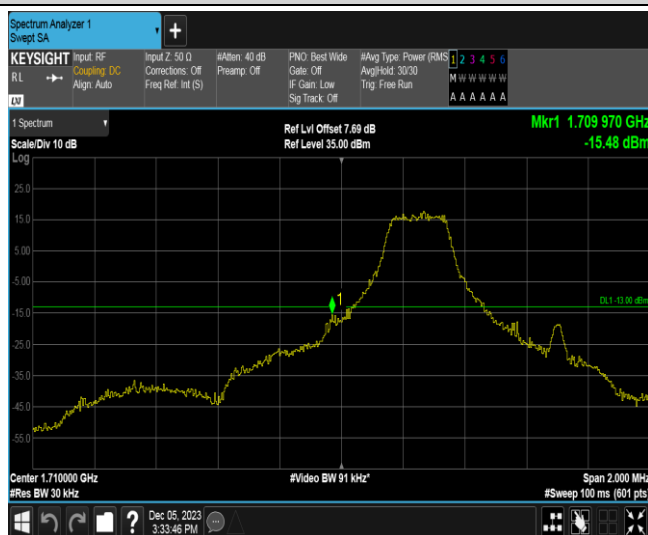 Spectrum Analyzer 1
Swept SA
+
KEYSIGHT
RL
Input: RF
Coupling: DC
Align: Auto
Input Z: 50 Ω
Corrections: Off
Freq Ref: Int (S)
#Atten: 40 dB
Preamp: Off
PNO: Best Wide
Gate: Off
IF Gain: Low
Sig Track: Off
#Avg Type: Power (RMS
Avg|Hold: 30/30
Trig: Free Run
1 2 3 4 5 6
M W W W W W
A A A A A A
LXI
1 Spectrum
Scale/Div 10 dB
Ref Lvl Offset 7.69 dB
Ref Level 35.00 dBm
Mkr1 1.709 970 GHz
-15.48 dBm
Log
25.0
15.0
5.00
-5.00
-15.0
-25.0
-35.0
-45.0
-55.0
1
DL1 -13.00 dBm
Center 1.710000 GHz
#Res BW 30 kHz
#Video BW 91 kHz*
Span 2.000 MHz
#Sweep 100 ms (601 pts)
?
Dec 05, 2023
3:33:46 PM